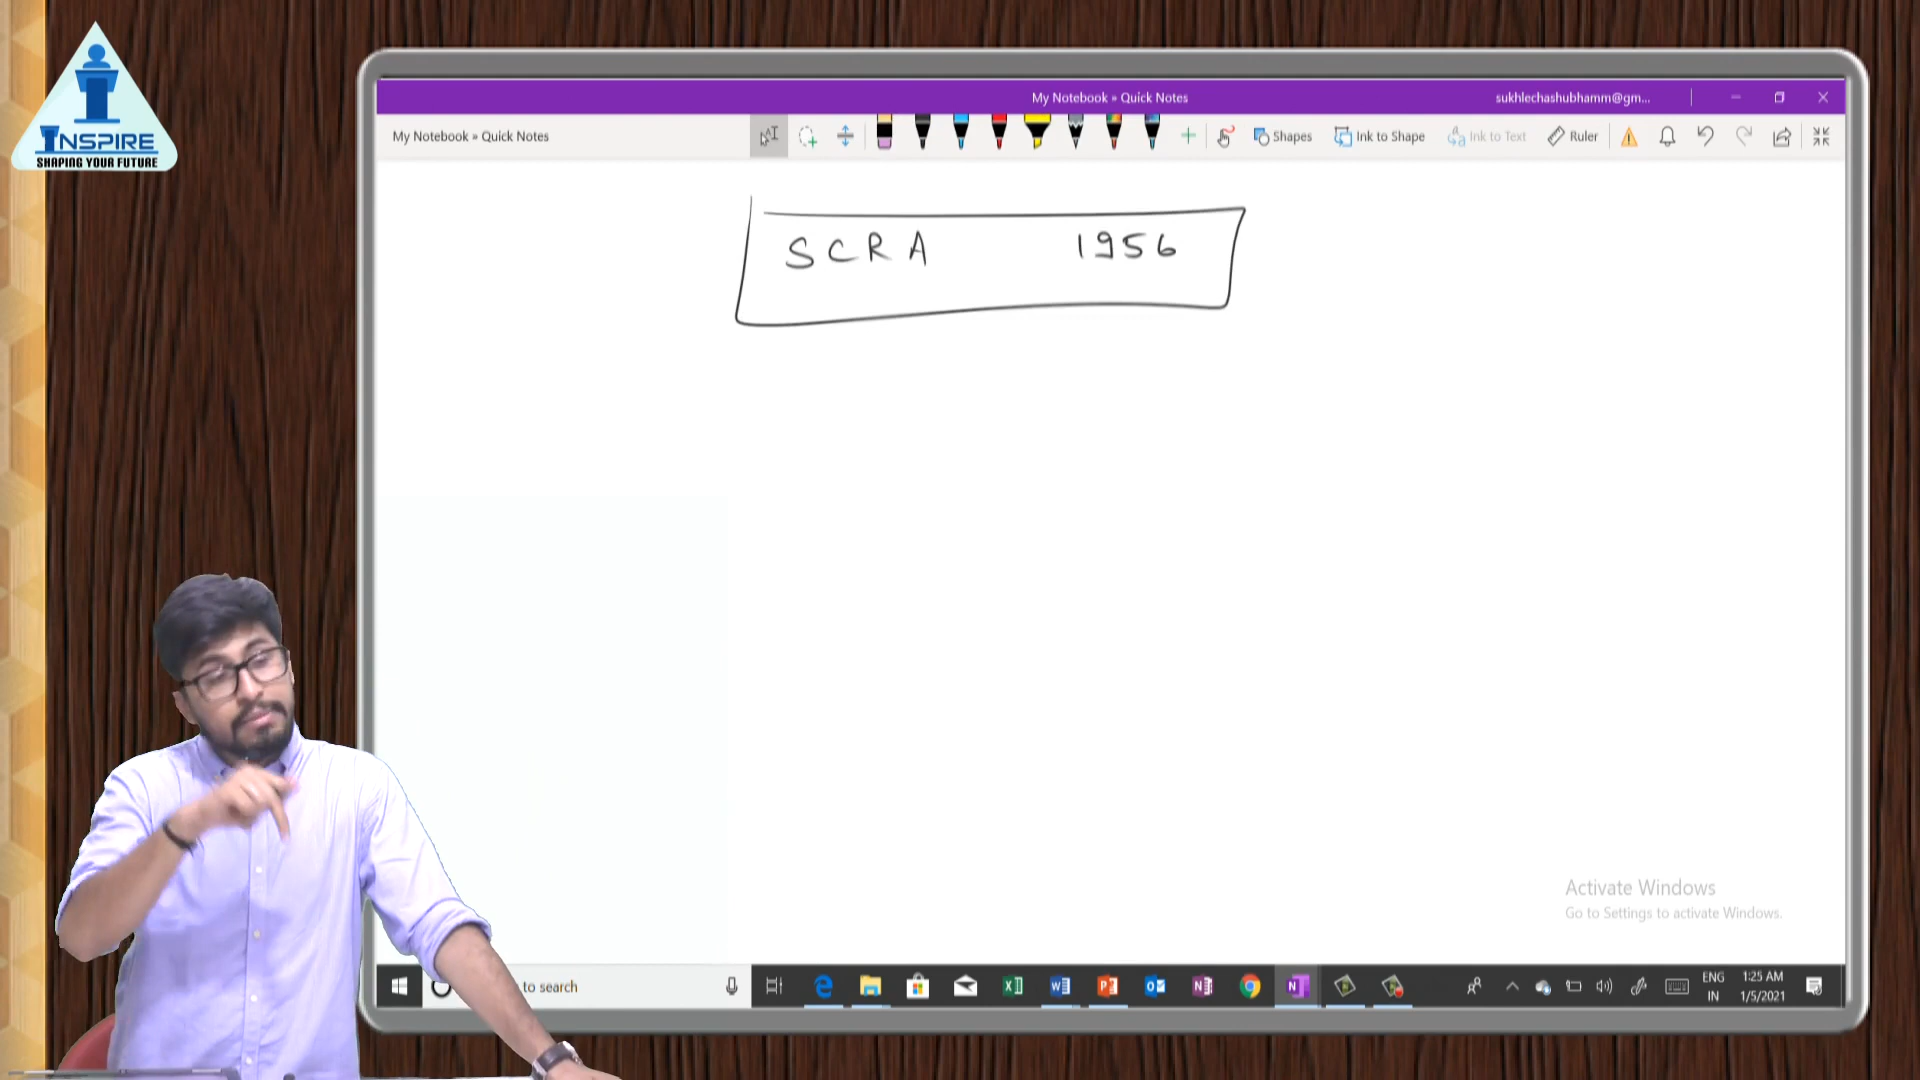 INSPIRE
SHAPING YOUR FUTURE
My Notebook » Quick Notes
sukhlechashubhamm@gm...
My Notebook » Quick Notes
Shapes
Ink to Shape
Ink to Text
Ruler
SCRA 1956
Activate Windows
Go to Settings to activate Windows.
to search
ENG
IN
1:25 AM
1/5/2021